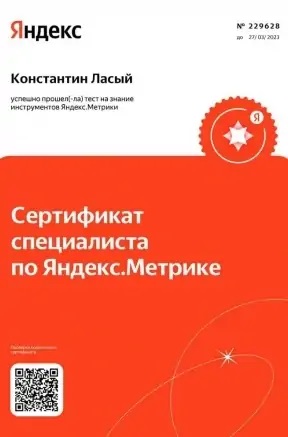 Яндекс
№ 229628
до 27/03/2023
Константин Ласый
успешно прошел(-ла) тест на знание
инструментов Яндекс.Метрики
Я
Сертификат
специалиста
по Яндекс.Метрике